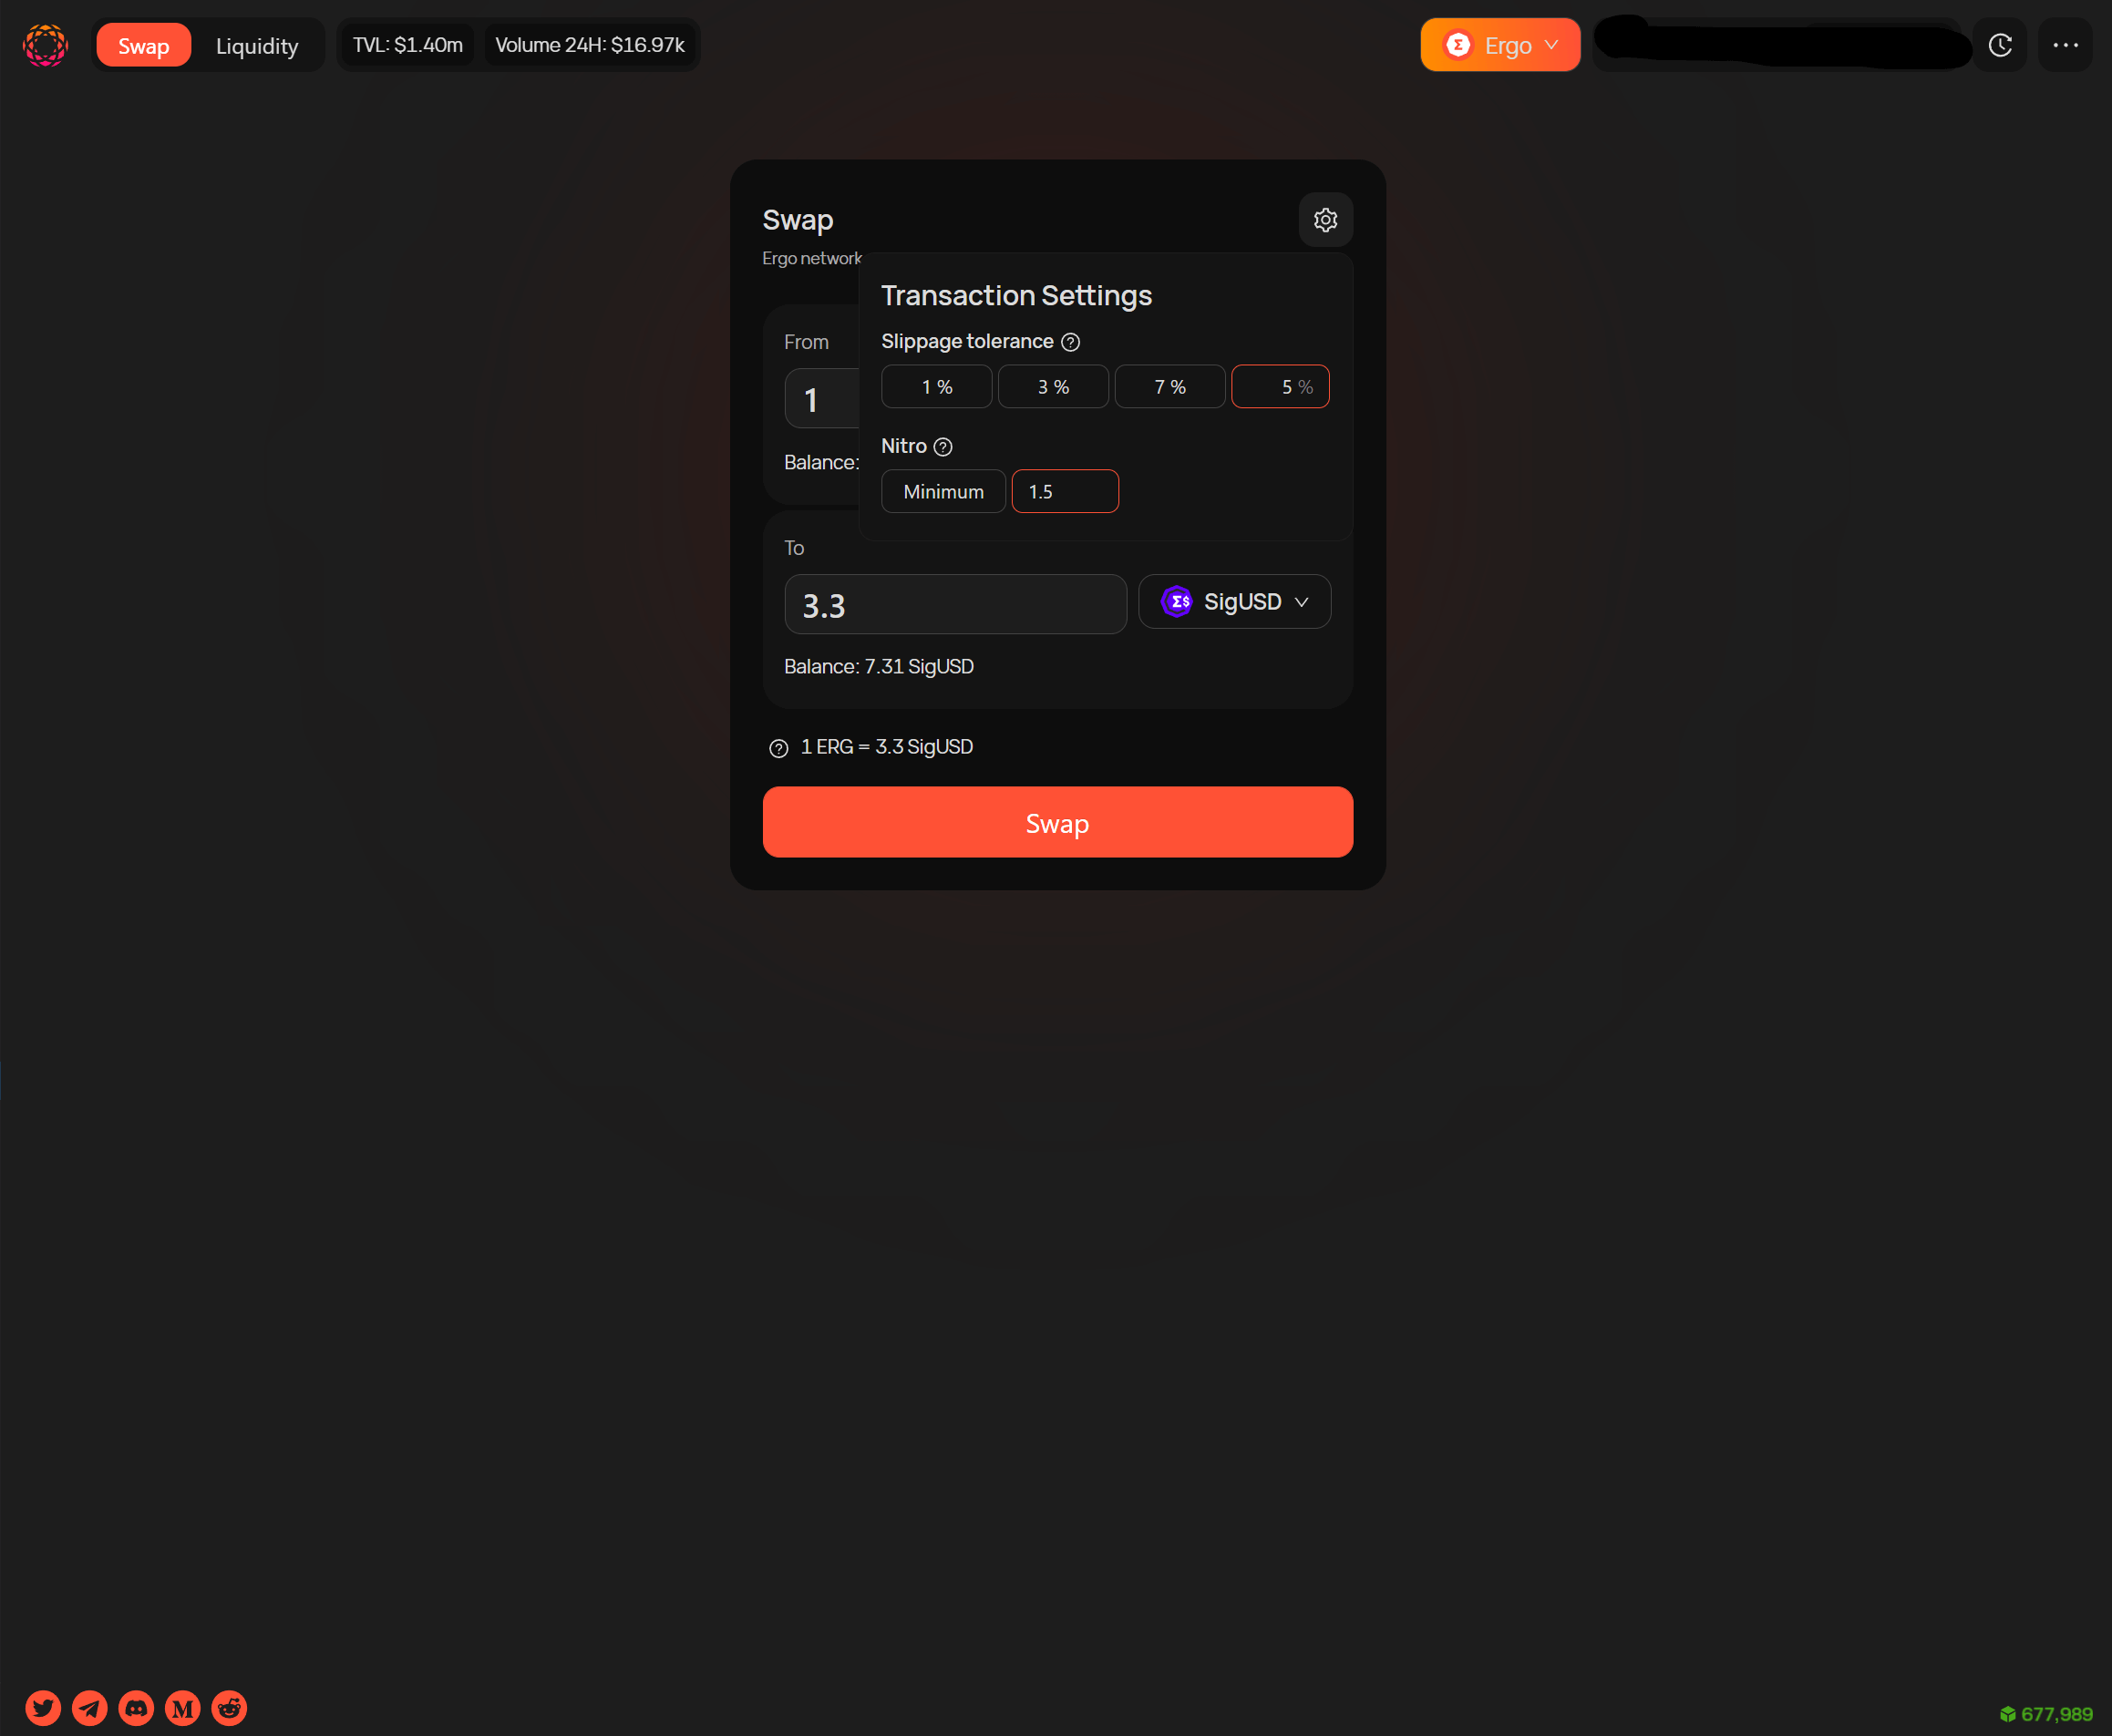 Swap
Liquidity
TVL: $1.40m
Volume 24H: $16.97k
Σ
Ergo
Swap
Ergo network
Transaction Settings
Slippage tolerance ?
1 %
3 %
7 %
5 %
Nitro ?
Minimum
1.5
From
1
Balance:
To
3.3
Σ$
SigUSD
Balance: 7.31 SigUSD
? 1 ERG = 3.3 SigUSD
Swap
M
677,989